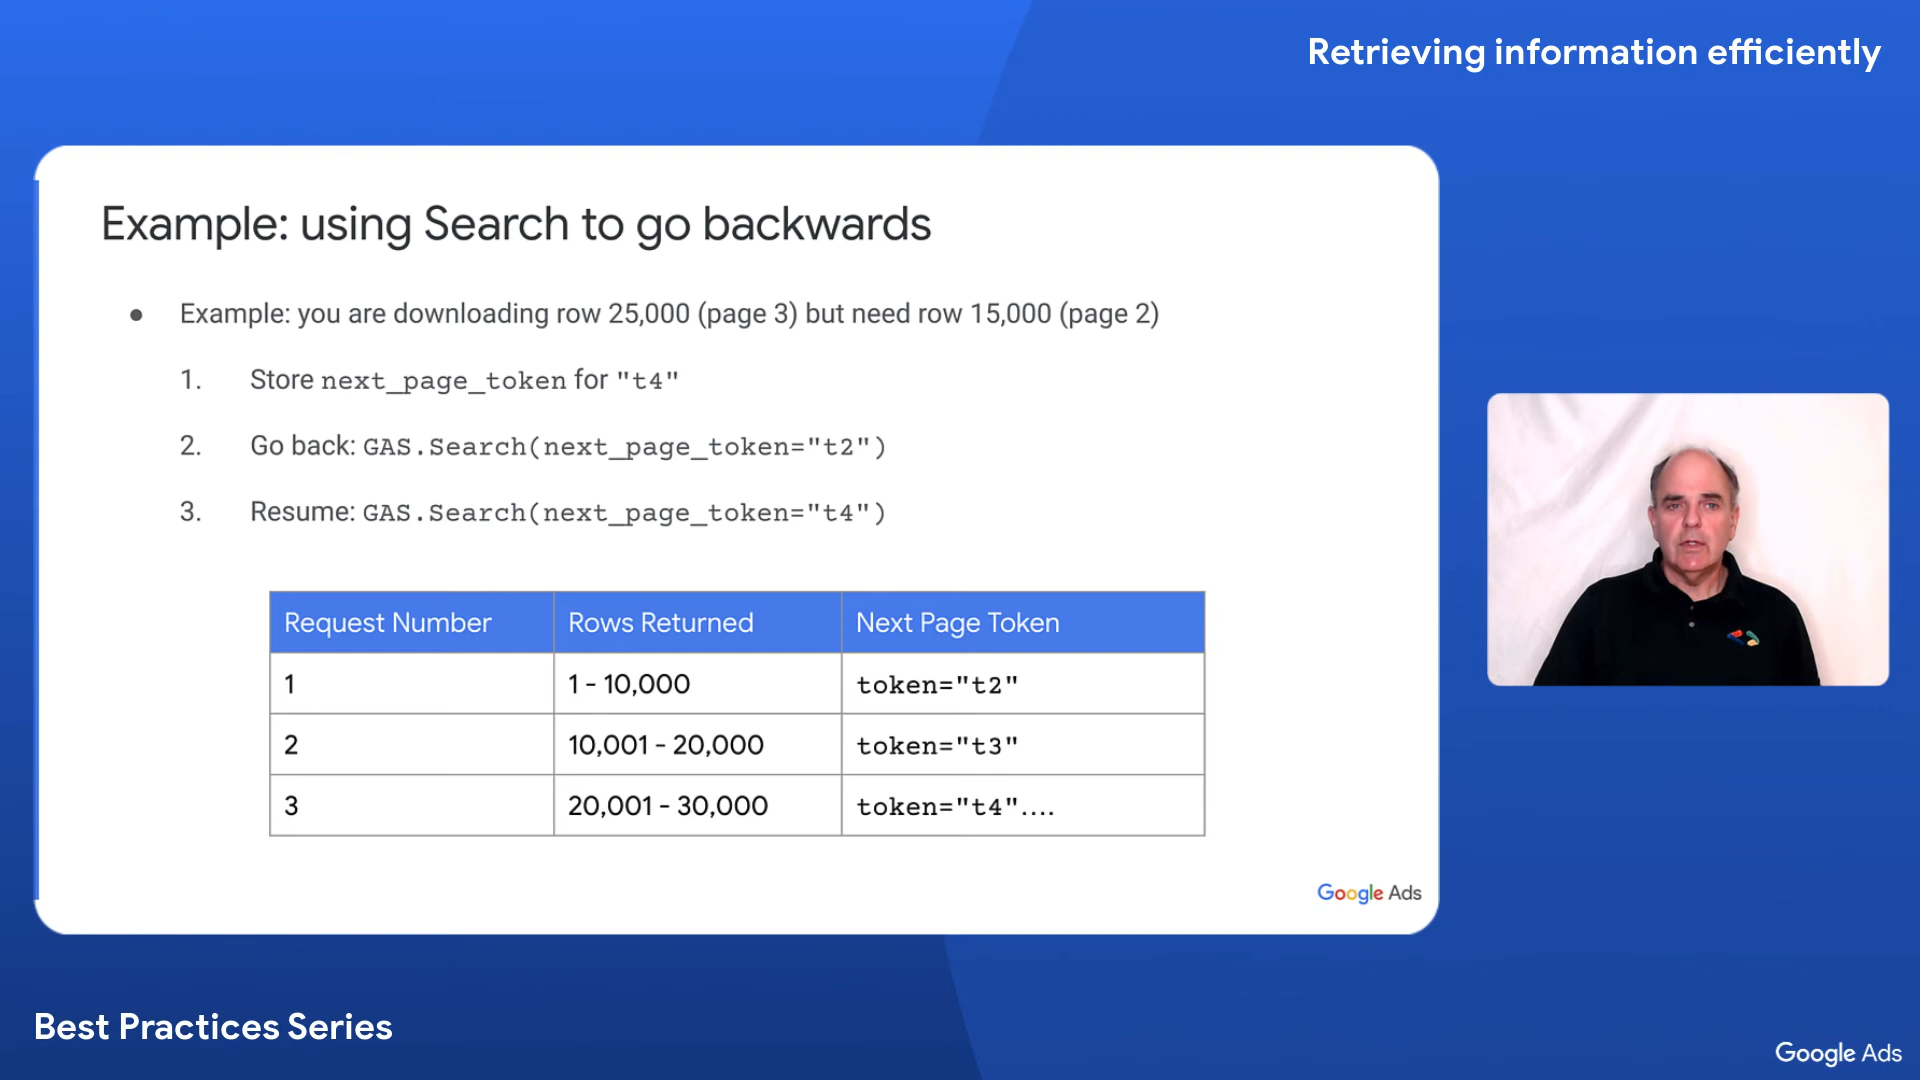 Retrieving information efficiently
Example: using Search to go backwards
● Example: you are downloading row 25,000 (page 3) but need row 15,000 (page 2)
1. Store next_page_token for "t4"
2. Go back: GAS.Search(next_page_token="t2")
3. Resume: GAS.Search(next_page_token="t4")
Request Number Rows Returned Next Page Token
1 1 - 10,000 token="t2"
2 10,001 - 20,000 token="t3"
3 20,001 - 30,000 token="t4"....
Google Ads
Best Practices Series
Google Ads